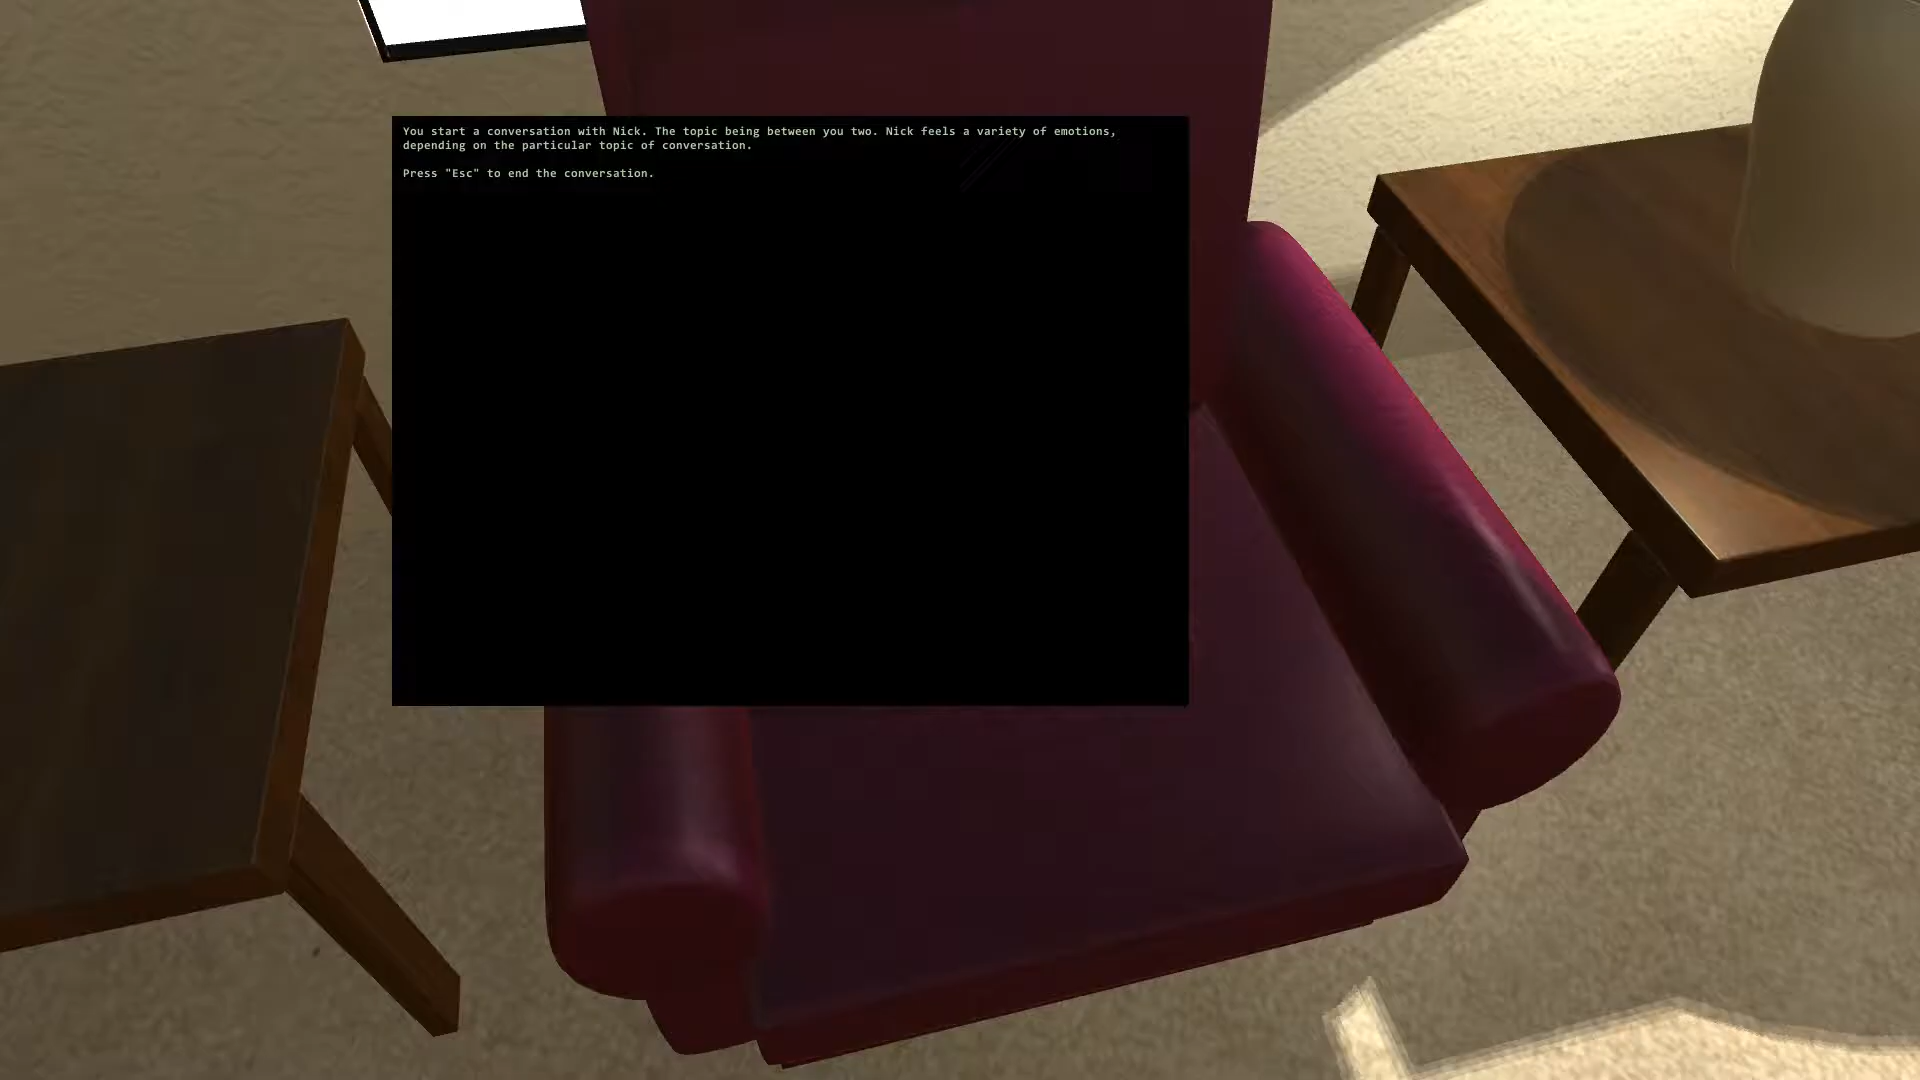 You start a conversation with Nick. The topic being between you two. Nick feels a variety of emotions,
depending on the particular topic of conversation.
Press "Esc" to end the conversation.